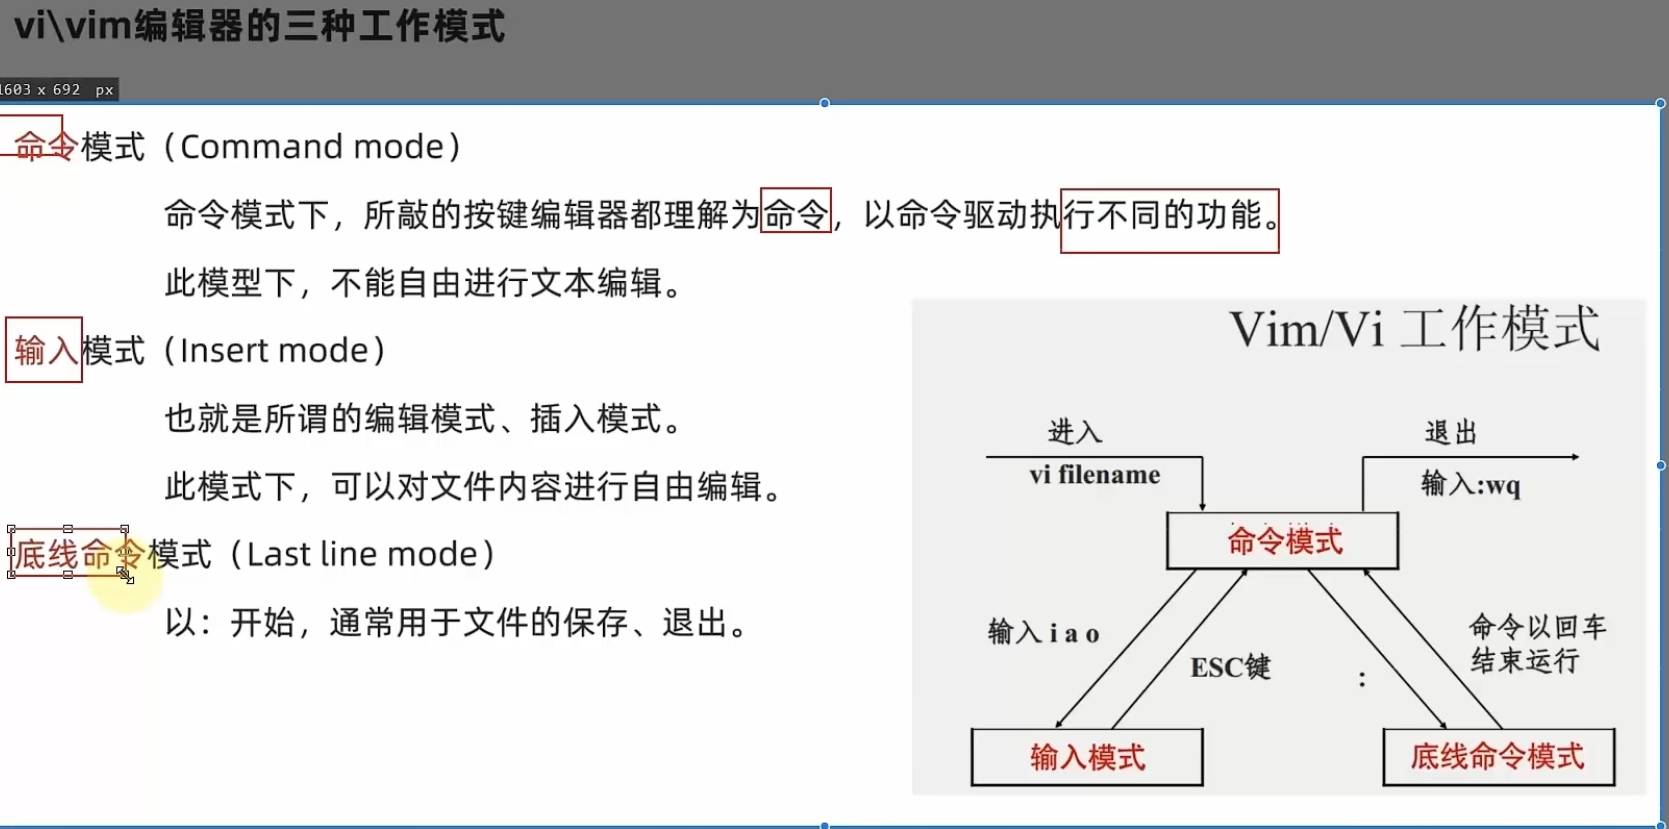 vi\vim编辑器的三种工作模式
1603 x 692 px
命令模式（Command mode）
命令模式下，所敲的按键编辑器都理解为命令，以命令驱动执行不同的功能。
此模型下，不能自由进行文本编辑。
输入模式（Insert mode）
也就是所谓的编辑模式、插入模式。
此模式下，可以对文件内容进行自由编辑。
底线命令模式（Last line mode）
以：开始，通常用于文件的保存、退出。
Vim/Vi 工作模式
进入
vi filename
退出
输入:wq
命令模式
输入 i a o
ESC键
:
命令以回车
结束运行
输入模式
底线命令模式